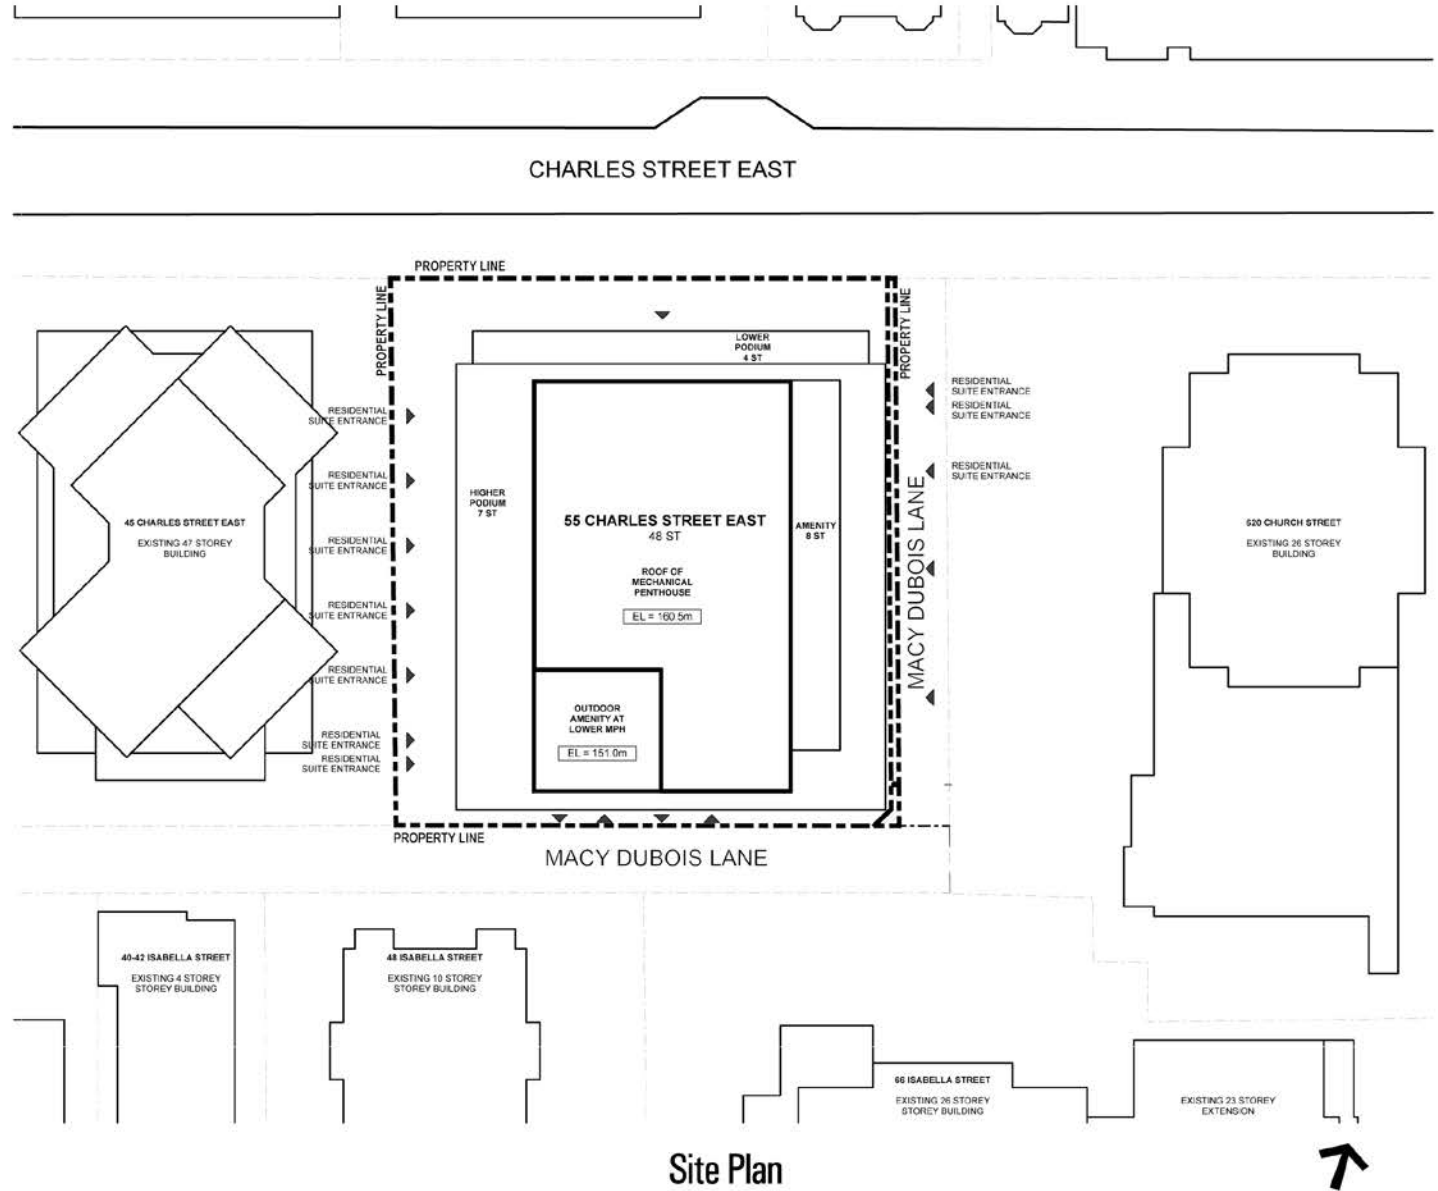 CHARLES STREET EAST
PROPERTY LINE
PROPERTY LINE
PROPERTY LINE
LOWER
PODIUM
4 ST
RESIDENTIAL
SUITE ENTRANCE
RESIDENTIAL
SUITE ENTRANCE
RESIDENTIAL
SUITE ENTRANCE
RESIDENTIAL
SUITE ENTRANCE
RESIDENTIAL
SUITE ENTRANCE
RESIDENTIAL
SUITE ENTRANCE
RESIDENTIAL
SUITE ENTRANCE
RESIDENTIAL
SUITE ENTRANCE
RESIDENTIAL
SUITE ENTRANCE
RESIDENTIAL
SUITE ENTRANCE
45 CHARLES STREET EAST
EXISTING 47 STOREY
BUILDING
HIGHER
PODIUM
7 ST
55 CHARLES STREET EAST
48 ST
ROOF OF
MECHANICAL
PENTHOUSE
EL = 160.5m
AMENITY
8 ST
MACY DUBOIS LANE
620 CHURCH STREET
EXISTING 26 STOREY
BUILDING
OUTDOOR
AMENITY AT
LOWER MPH
EL = 151.0m
PROPERTY LINE
MACY DUBOIS LANE
40-42 ISABELLA STREET
EXISTING 4 STOREY
STOREY BUILDING
48 ISABELLA STREET
EXISTING 10 STOREY
STOREY BUILDING
66 ISABELLA STREET
EXISTING 26 STOREY
STOREY BUILDING
EXISTING 23 STOREY
EXTENSION
Site Plan